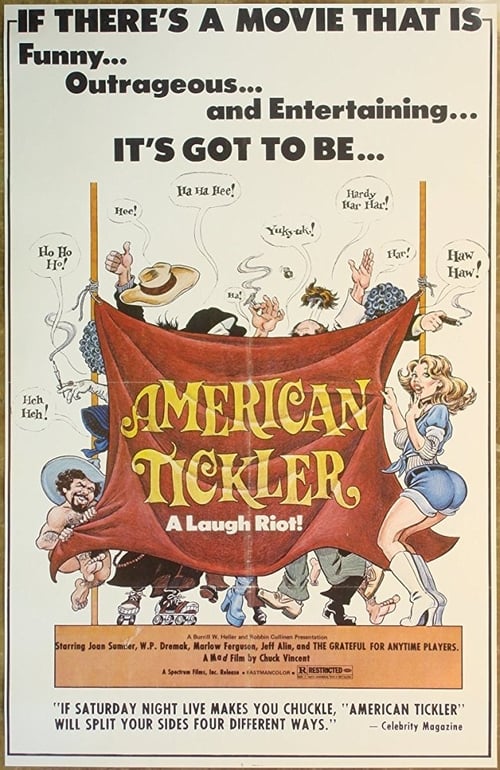 IF THERE'S A MOVIE THAT IS
Funny...
Outrageous...
and Entertaining...
IT'S GOT TO BE...
Ha Ha Hee!
Hardy
Har Har!
Hee!
Yuk-uk!
Ho Ho
Ho!
Har!
Haw
Haw!
Ha!
Heh
Heh!
AMERICAN
TICKLER
A Laugh Riot!
A Burrill W. Heller and Robbin Cullinen Presentation
Starring Joan Sumner, W.P. Dremak, Marlow Ferguson, Jeff Alin, and THE GRATEFUL FOR ANYTIME PLAYERS.
A Mad Film by Chuck Vincent
A Spectrum Films, Inc. Release • EASTMANCOLOR • R RESTRICTED
"IF SATURDAY NIGHT LIVE MAKES YOU CHUCKLE, "AMERICAN TICKLER"
WILL SPLIT YOUR SIDES FOUR DIFFERENT WAYS."
— Celebrity Magazine